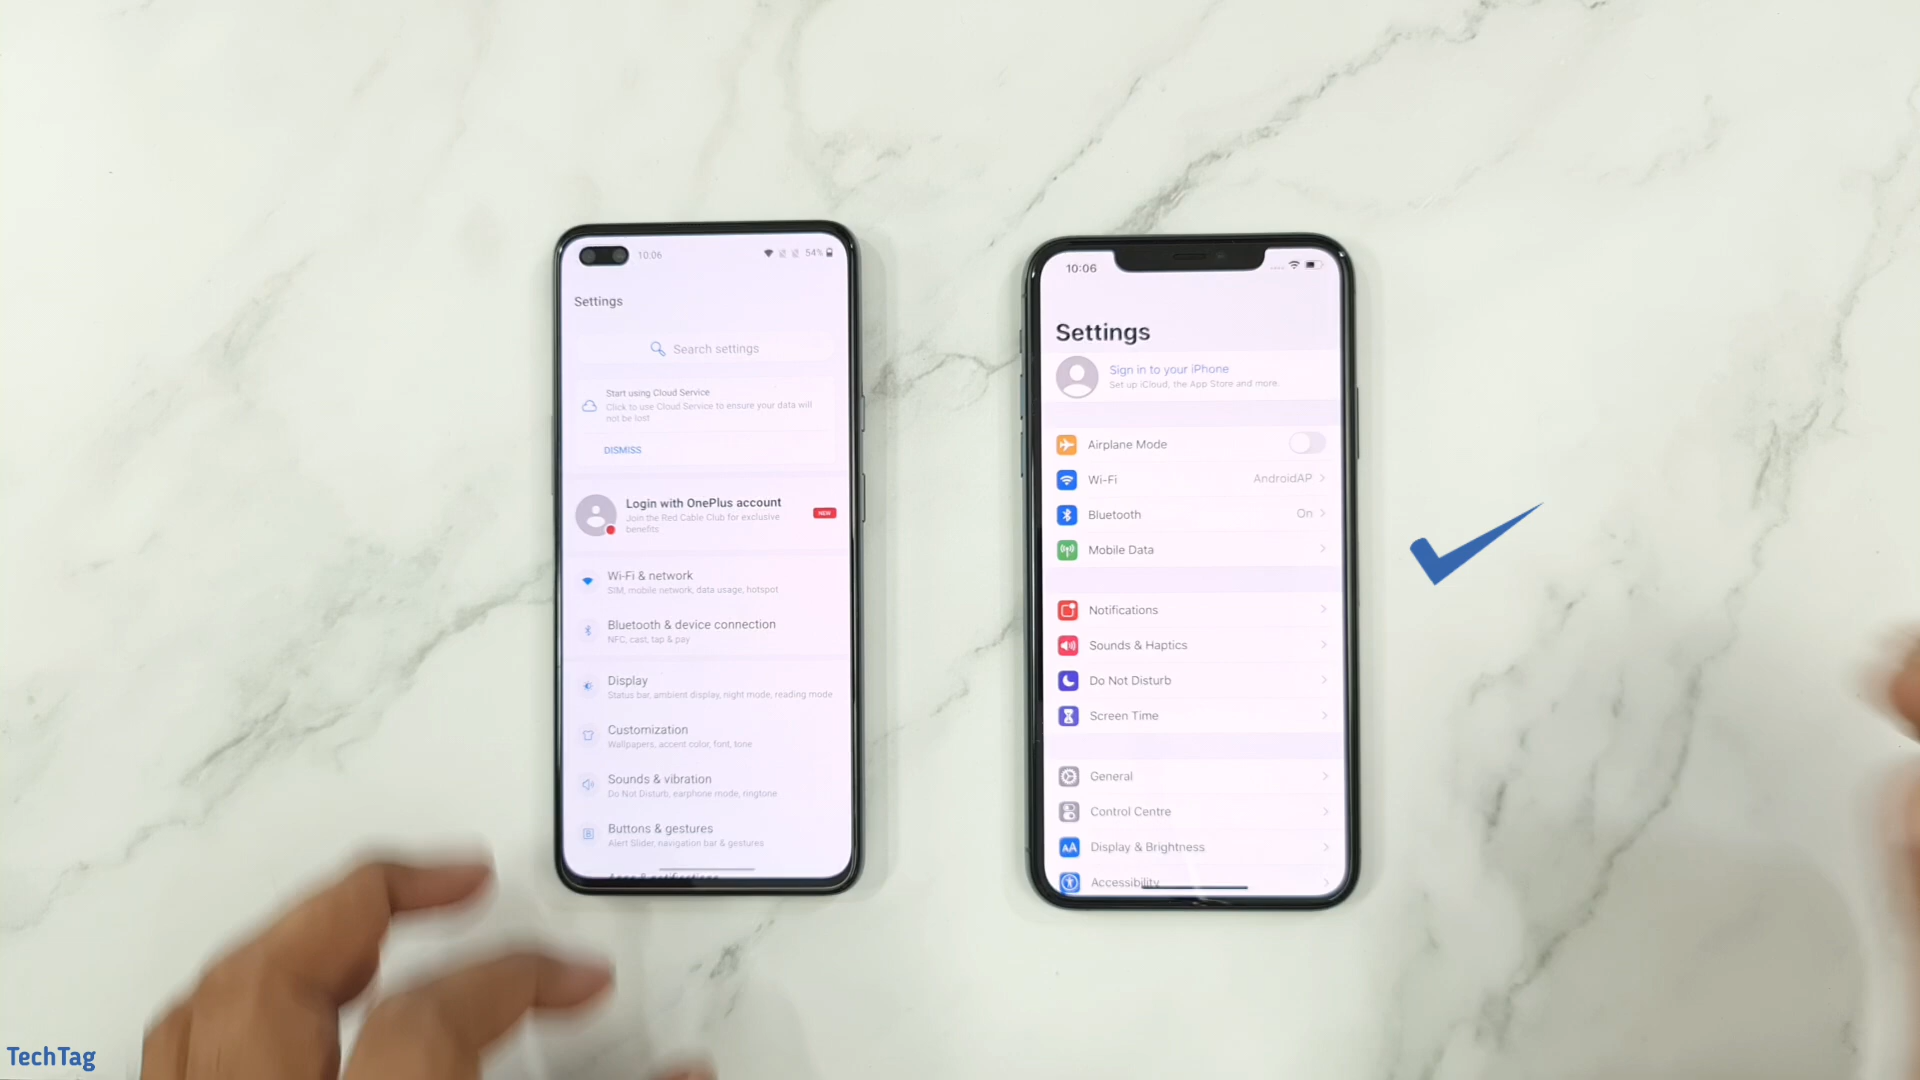 10:06
54%
Settings
Search settings
Start using Cloud Service
Click to use Cloud Service to ensure your data will
not be lost
DISMISS
Login with OnePlus account
Join the Red Cable Club for exclusive
benefits
NEW
Wi-Fi & network
SIM, mobile network, data usage, hotspot
Bluetooth & device connection
NFC, cast, tap & pay
Display
Status bar, ambient display, night mode, reading mode
Customization
Wallpapers, accent color, font, tone
Sounds & vibration
Do Not Disturb, earphone mode, ringtone
Buttons & gestures
Alert Slider, navigation bar & gestures
Apps & notifications
10:06
Settings
Sign in to your iPhone
Set up iCloud, the App Store and more.
Airplane Mode
Wi-Fi AndroidAP
Bluetooth On
Mobile Data
Notifications
Sounds & Haptics
Do Not Disturb
Screen Time
General
Control Centre
AA Display & Brightness
Accessibility
TechTag